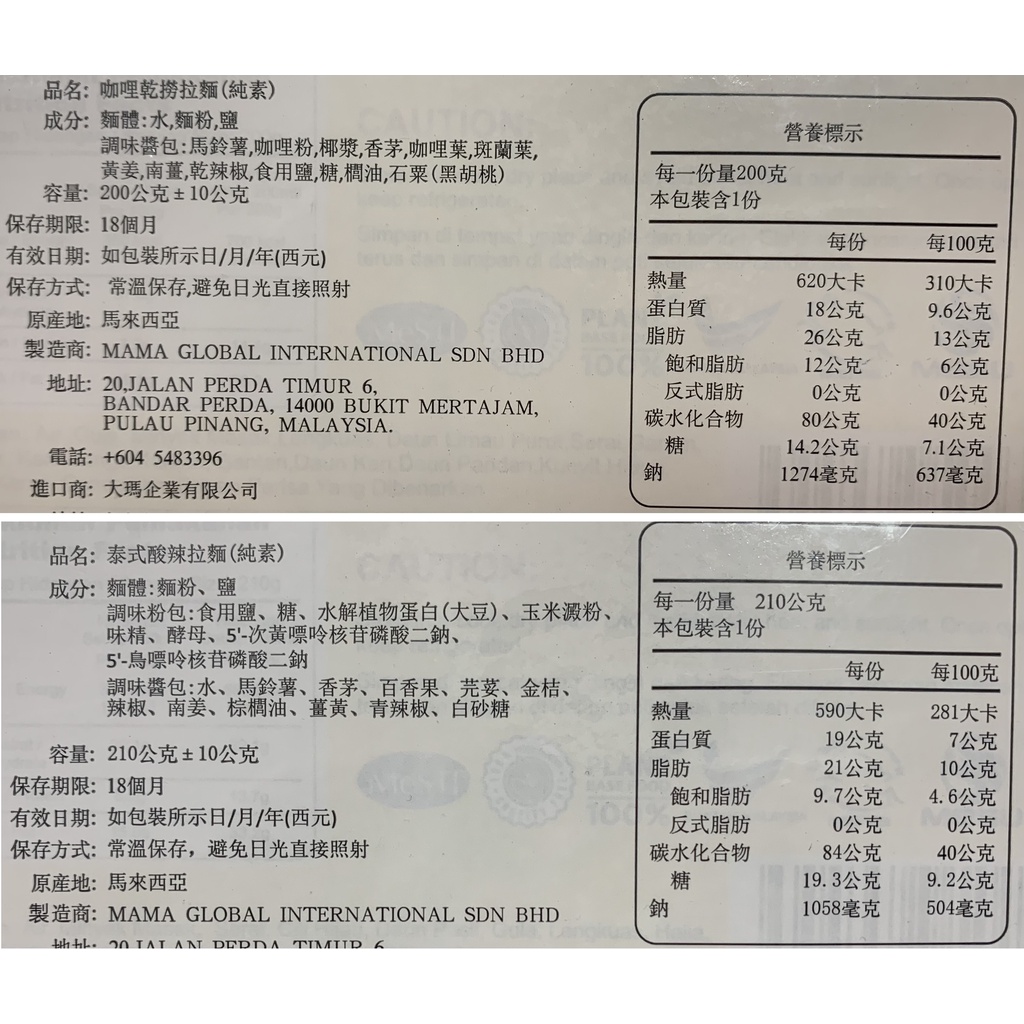 品名: 咖哩乾撈拉麵(純素)
成分: 麵體:水,麵粉,鹽
調味醬包:馬鈴薯,咖哩粉,椰漿,香茅,咖哩葉,斑蘭葉,
黃姜,南薑,乾辣椒,食用鹽,糖,櫚油,石粟(黑胡桃)
容量: 200公克±10公克
保存期限: 18個月
有效日期: 如包裝所示日/月/年(西元)
保存方式: 常溫保存,避免日光直接照射
原產地: 馬來西亞
製造商: MAMA GLOBAL INTERNATIONAL SDN BHD
地址: 20,JALAN PERDA TIMUR 6,
BANDAR PERDA, 14000 BUKIT MERTAJAM,
PULAU PINANG, MALAYSIA.
電話: +604 5483396
進口商: 大瑪企業有限公司
營養標示
每一份量200克
本包裝含1份
每份 每100克
熱量 620大卡 310大卡
蛋白質 18公克 9.6公克
脂肪 26公克 13公克
飽和脂肪 12公克 6公克
反式脂肪 0公克 0公克
碳水化合物 80公克 40公克
糖 14.2公克 7.1公克
鈉 1274毫克 637毫克
品名: 泰式酸辣拉麵(純素)
成分: 麵體:麵粉、鹽
調味粉包:食用鹽、糖、水解植物蛋白(大豆)、玉米澱粉、
味精、酵母、5'-次黃嘌呤核苷磷酸二鈉、
5'-鳥嘌呤核苷磷酸二鈉
調味醬包:水、馬鈴薯、香茅、百香果、芫荽、金桔、
辣椒、南姜、棕櫚油、薑黃、青辣椒、白砂糖
容量: 210公克±10公克
保存期限: 18個月
有效日期: 如包裝所示日/月/年(西元)
保存方式: 常溫保存，避免日光直接照射
原產地: 馬來西亞
製造商: MAMA GLOBAL INTERNATIONAL SDN BHD
地址: 20,JALAN PERDA TIMUR 6,
營養標示
每一份量 210公克
本包裝含1份
每份 每100克
熱量 590大卡 281大卡
蛋白質 19公克 7公克
脂肪 21公克 10公克
飽和脂肪 9.7公克 4.6公克
反式脂肪 0公克 0公克
碳水化合物 84公克 40公克
糖 19.3公克 9.2公克
鈉 1058毫克 504毫克